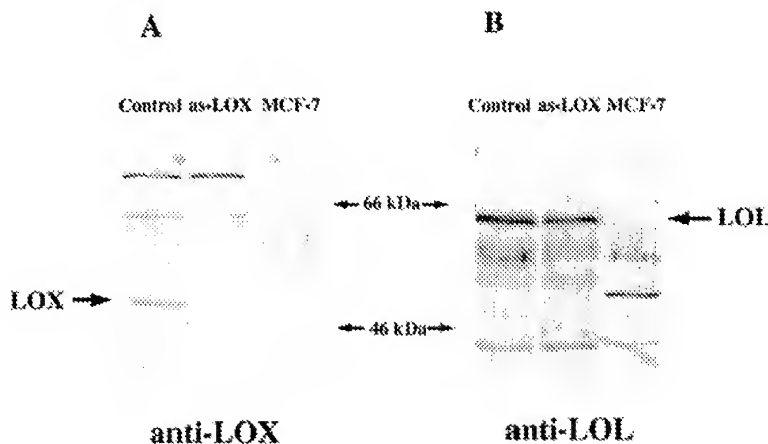 A
B
Control as-LOX MCF-7
Control as-LOX MCF-7
66 kDa
LOL
LOX
46 kDa
anti-LOX
anti-LOL